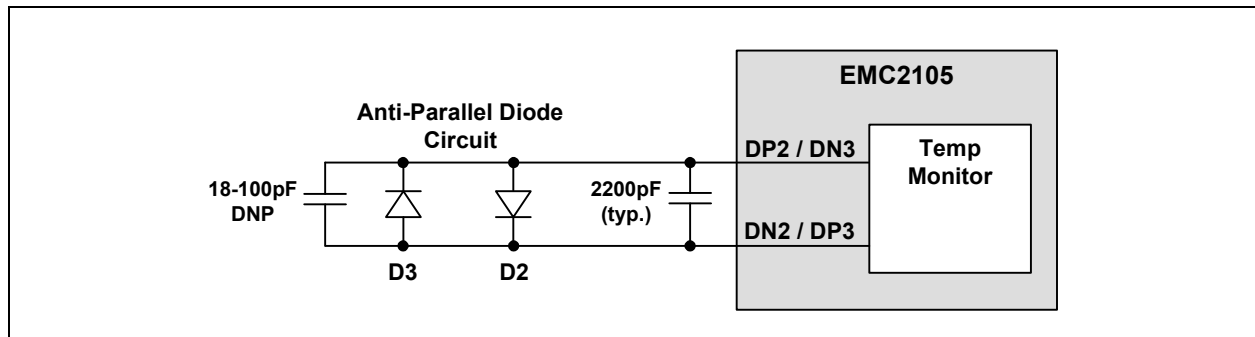 EMC2105
Anti-Parallel Diode
Circuit
DP2 / DN3
Temp
Monitor
18-100pF
DNP
2200pF
(typ.)
DN2 / DP3
D3
D2